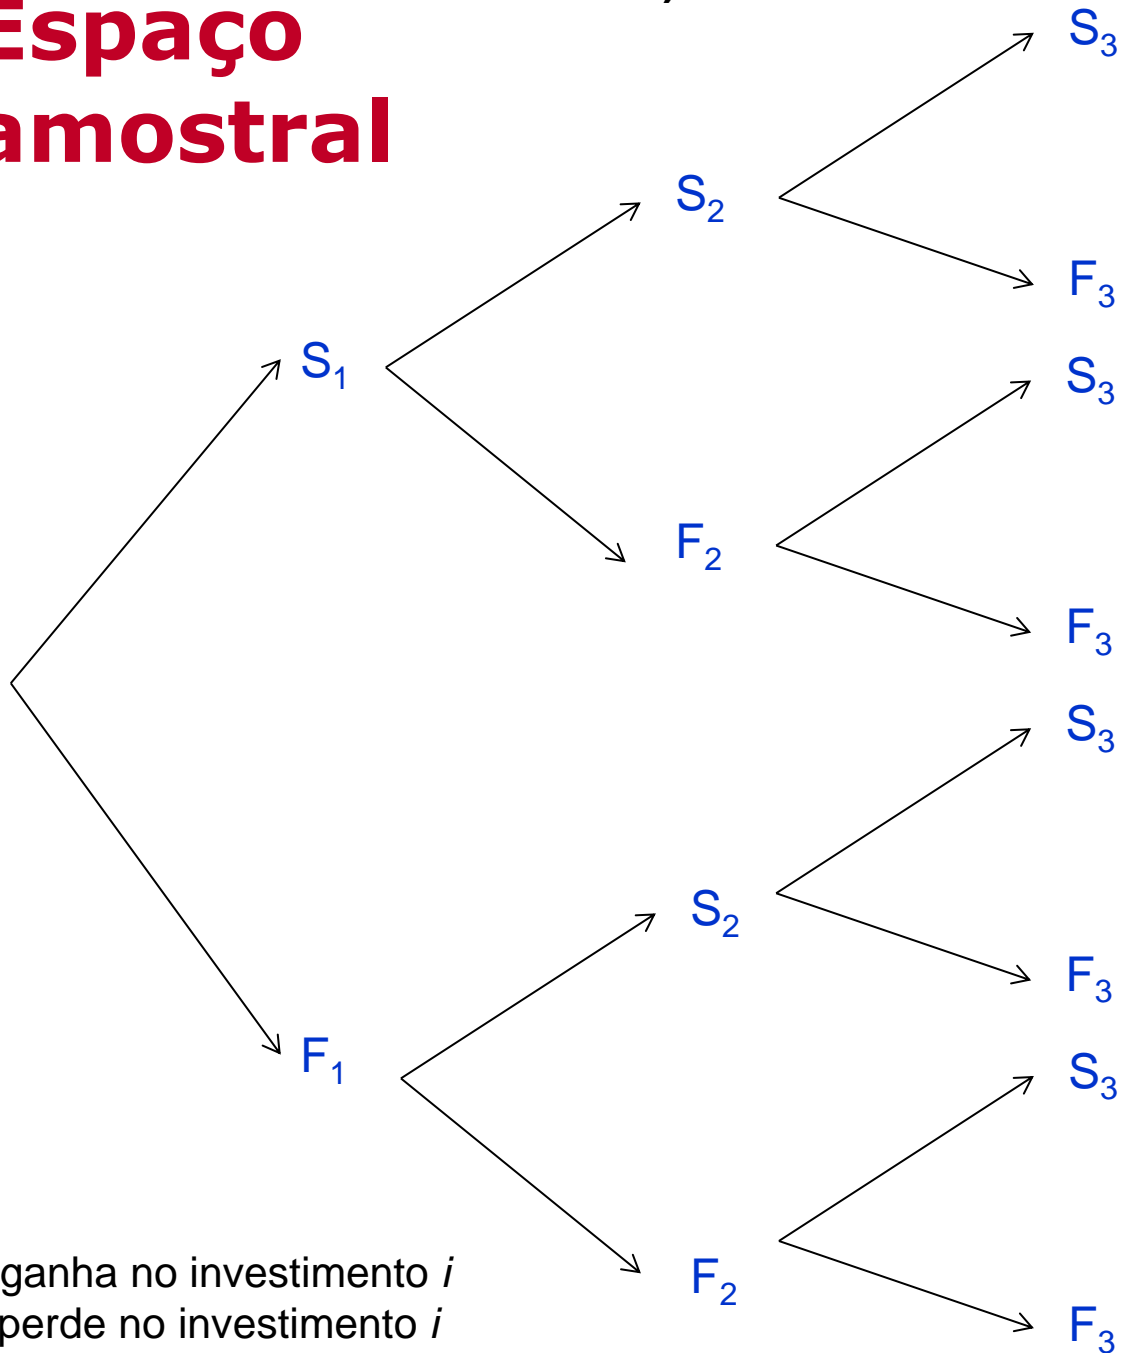 Espaço
amostral
S₃
S₂
F₃
S₁
S₃
F₂
F₃
S₃
S₂
F₃
F₁
S₃
F₂
F₃
ganha no investimento i
perde no investimento i